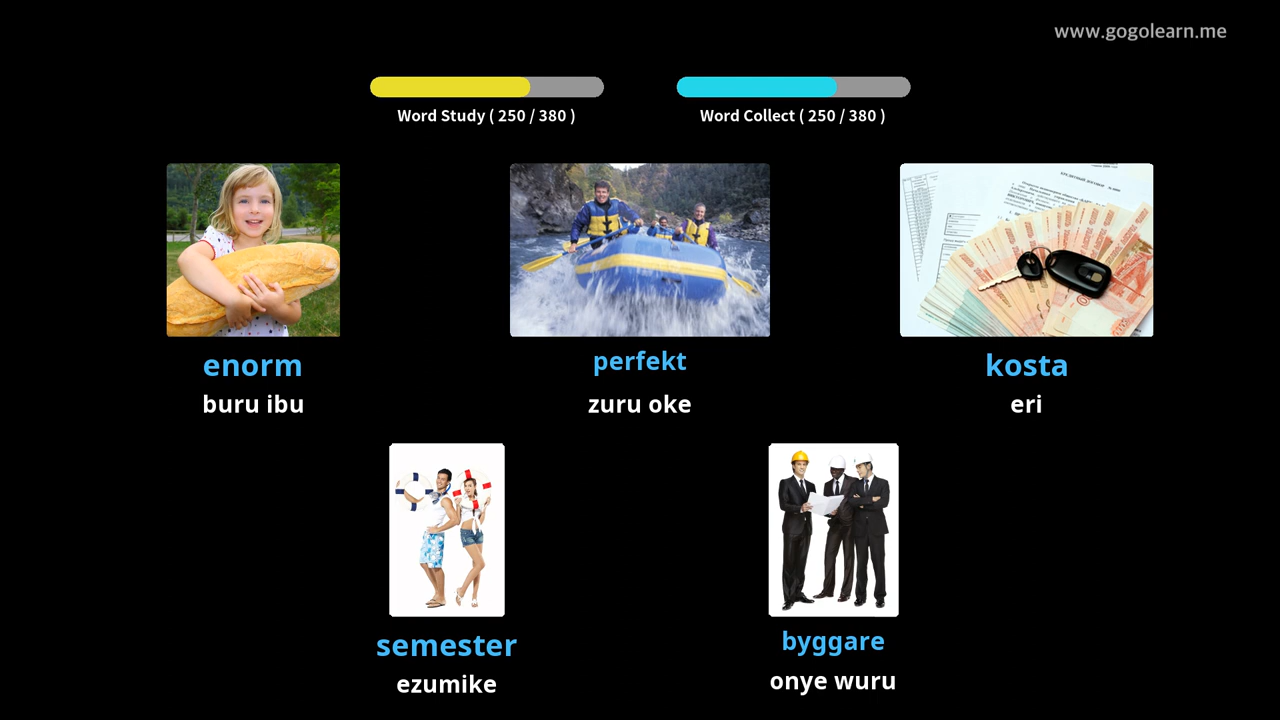 www.gogolearn.me
Word Study ( 250 / 380 )
Word Collect ( 250 / 380 )
enorm
buru ibu
perfekt
zuru oke
kosta
eri
semester
ezumike
byggare
onye wuru